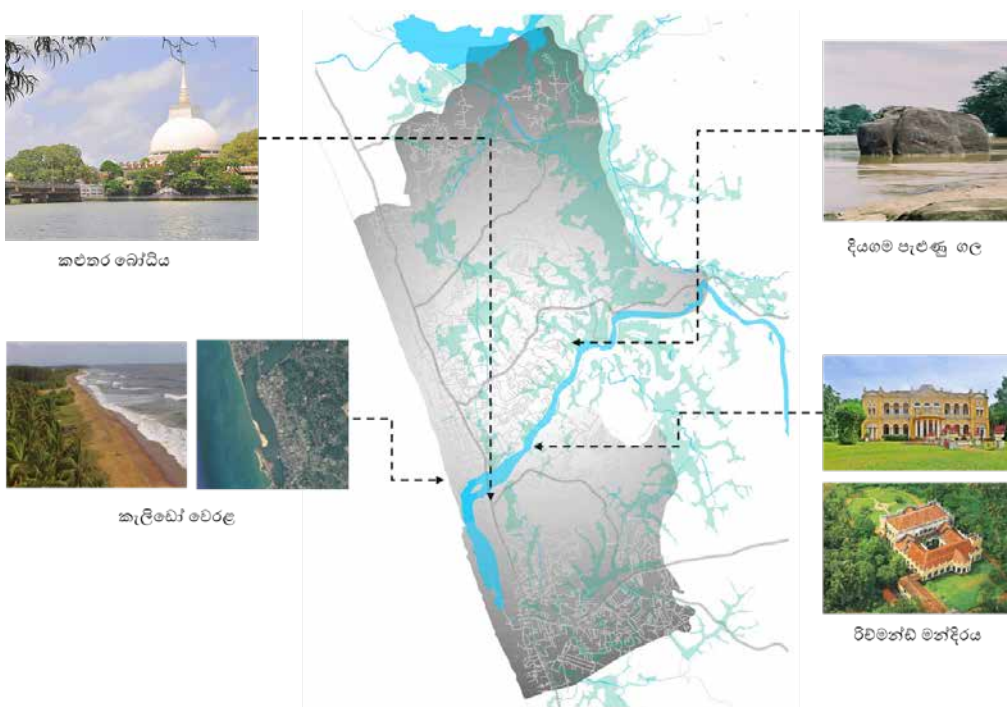 කළුතර බෝධිය
දියගම පැළුණු ගල
කැලිඩෝ වෙරළ
රිච්මන්ඩ් මන්දිරය